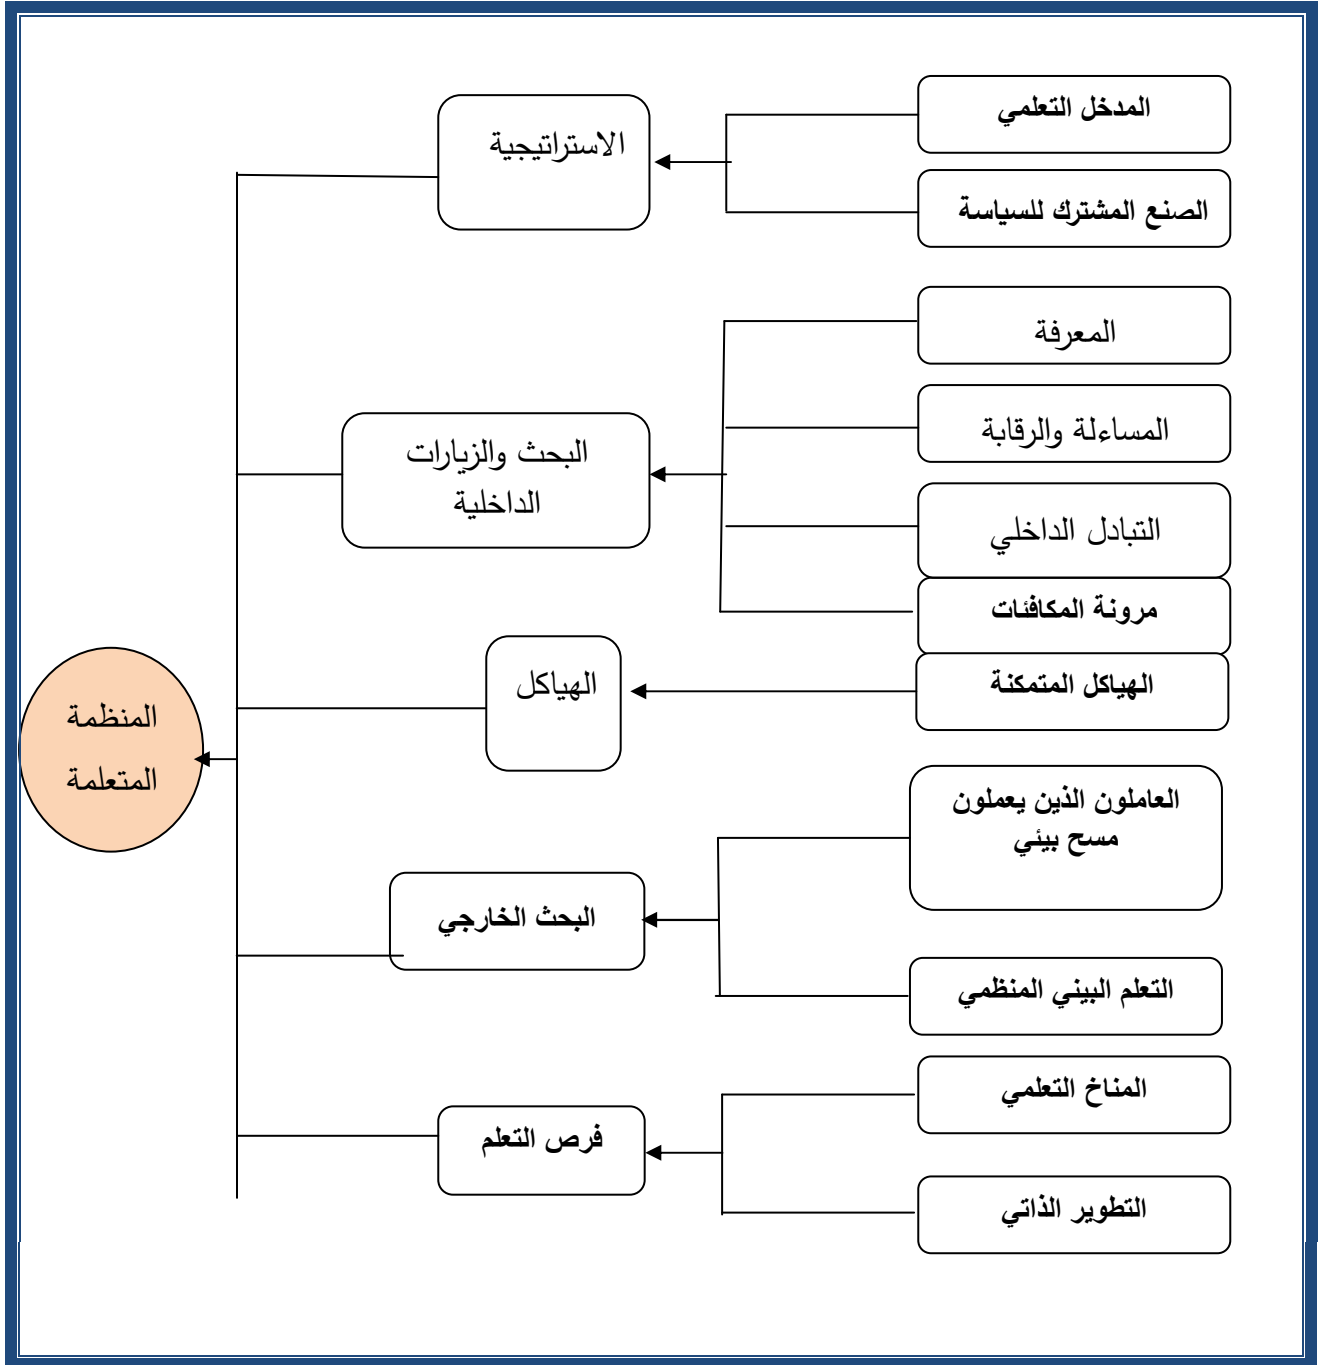 المدخل التعلمي
الاستراتيجية
الصنع المشترك للسياسة
المعرفة
المساءلة والرقابة
البحث والزيارات
الداخلية
التبادل الداخلي
مرونة المكافئات
الهياكل المتمكنة
الهياكل
المنظمة
المتعلمة
العاملون الذين يعملون
مسح بيئي
البحث الخارجي
التعلم البيني المنظمي
المناخ التعلمي
فرص التعلم
التطوير الذاتي